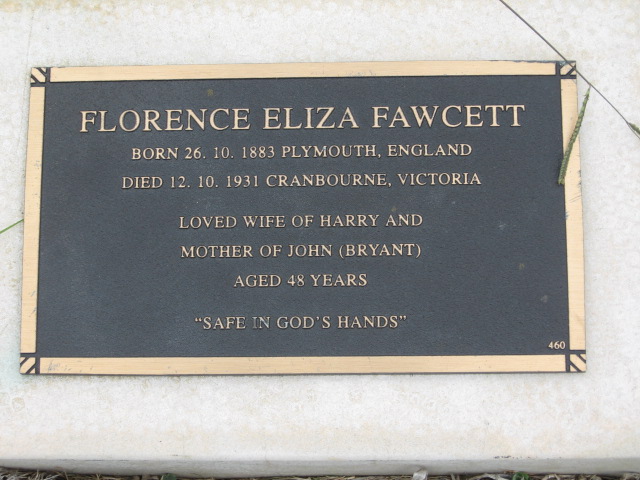 FLORENCE ELIZA FAWCETT
BORN 26. 10. 1883 PLYMOUTH, ENGLAND
DIED 12. 10. 1931 CRANBOURNE, VICTORIA
LOVED WIFE OF HARRY AND
MOTHER OF JOHN (BRYANT)
AGED 48 YEARS
"SAFE IN GOD'S HANDS"
460